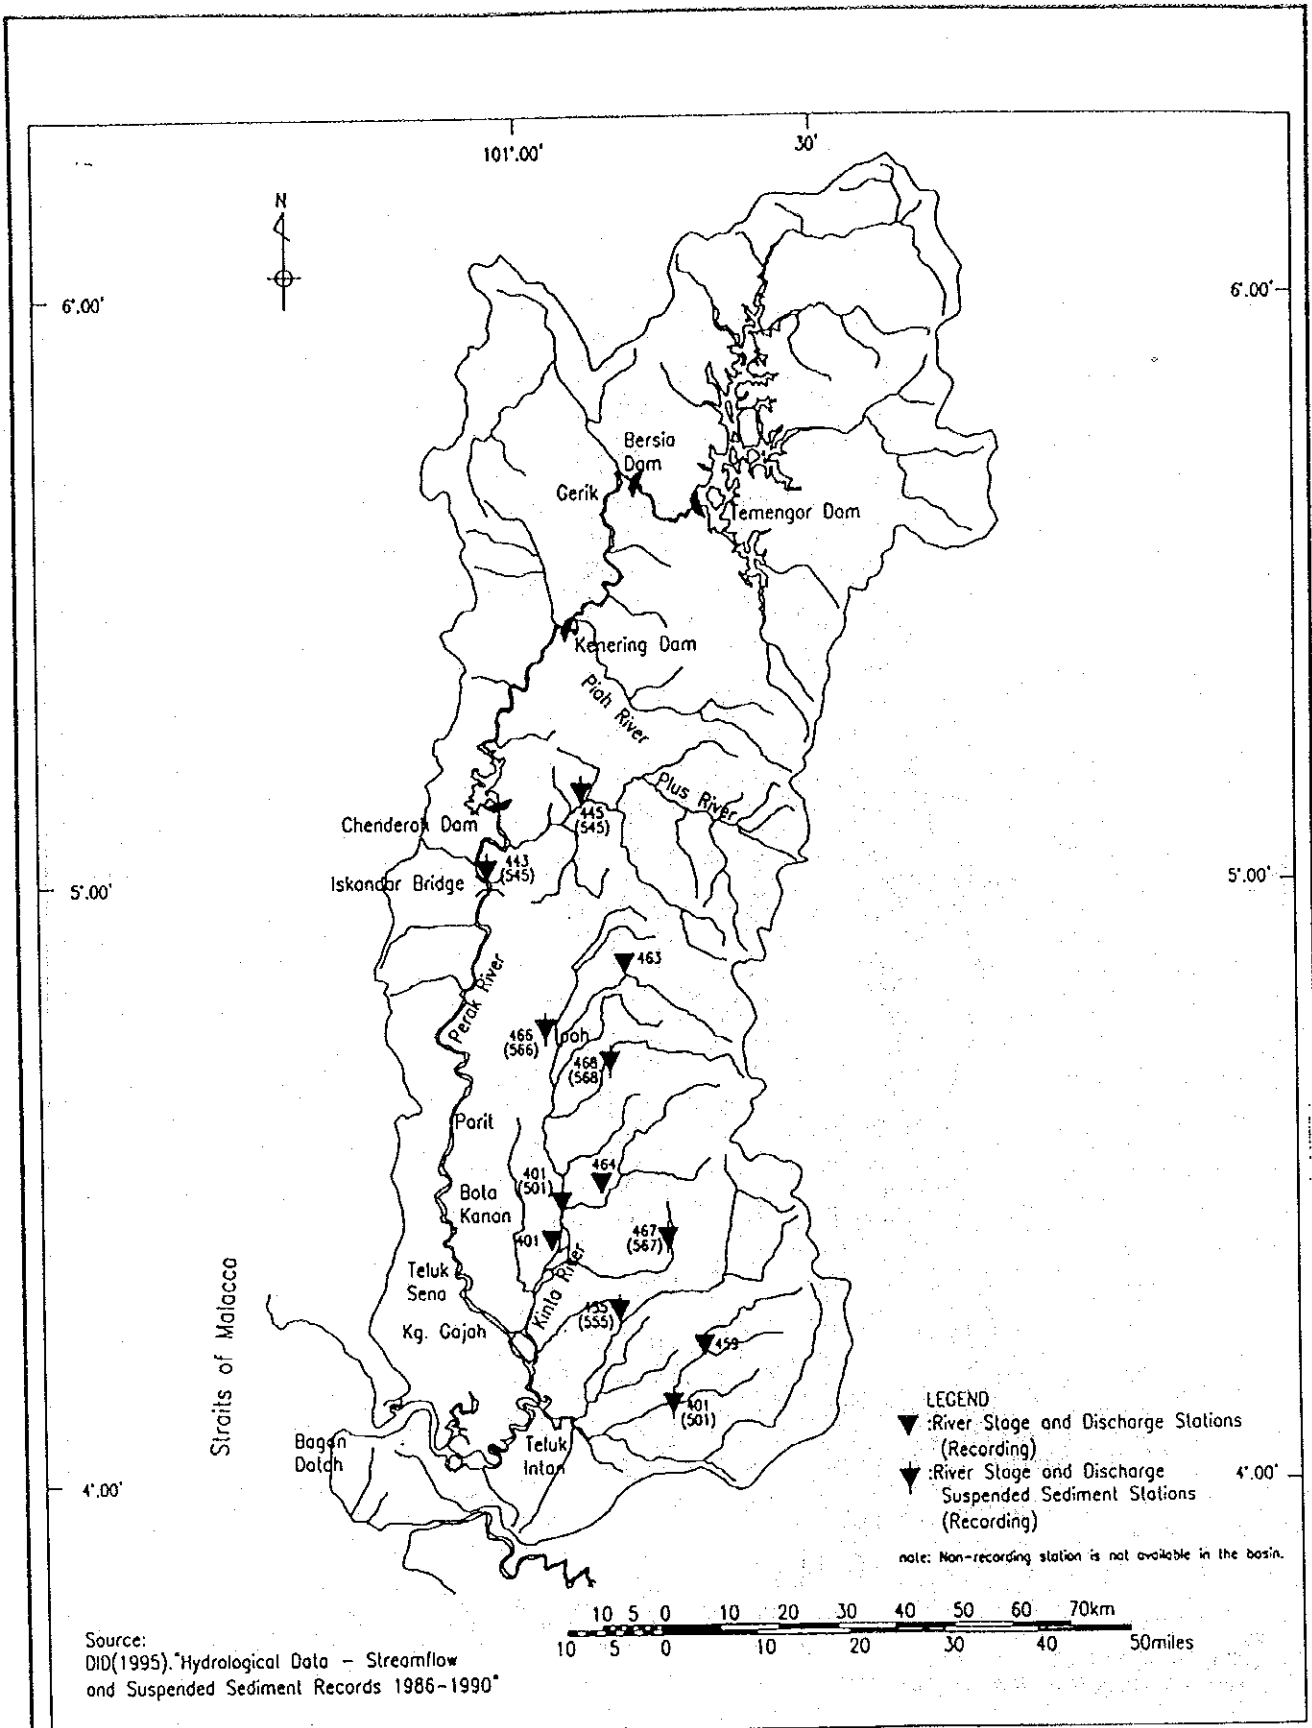 101°.00'
30'
N
6°.00'
6°.00'
Bersia
Dam
Gerik
Temengor Dam
Kenering Dam
Piah River
Plus River
445
(545)
Chenderoh Dam
443
(545)
Iskandar Bridge
5°.00'
5°.00'
463
Perak River
466
(566)
Ipoh
468
(568)
Parit
464
401
(501)
Bota
Kanan
401
467
(567)
Teluk
Sena
Kinta River
Kg. Gajah
(555)
459
401
(501)
Straits of Malacca
Bagan
Datoh
Teluk
Intan
4°.00'
4°.00'
LEGEND
:River Stage and Discharge Stations
(Recording)
:River Stage and Discharge
Suspended Sediment Stations
(Recording)
note: Non-recording station is not available in the basin.
10 5 0 10 20 30 40 50 60 70km
10 5 0 10 20 30 40 50miles
Source:
DID(1995)."Hydrological Data – Streamflow
and Suspended Sediment Records 1986-1990"